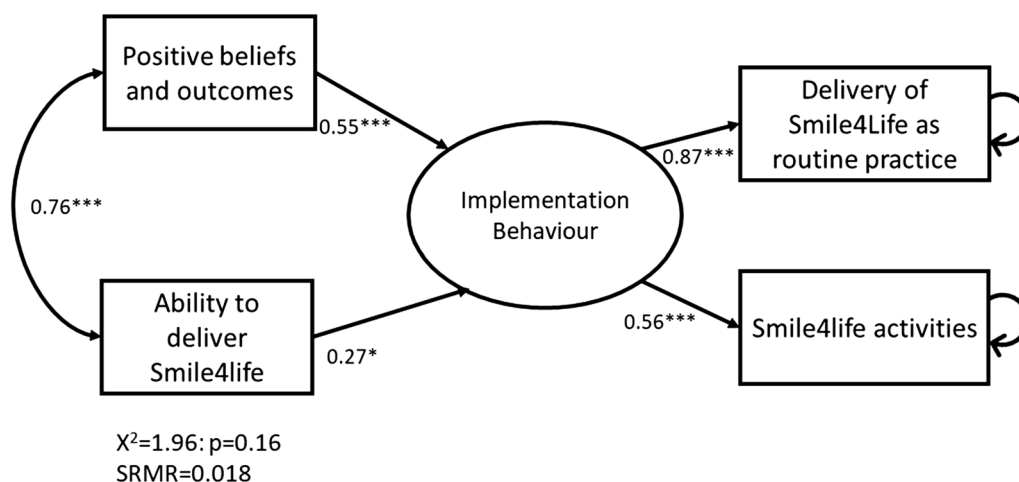 Positive beliefs
and outcomes
0.55***
0.76***
Ability to
deliver
Smile4life
0.27*
Implementation
Behaviour
0.87***
Delivery of
Smile4Life as
routine practice
0.56***
Smile4life activities
X²=1.96: p=0.16
SRMR=0.018